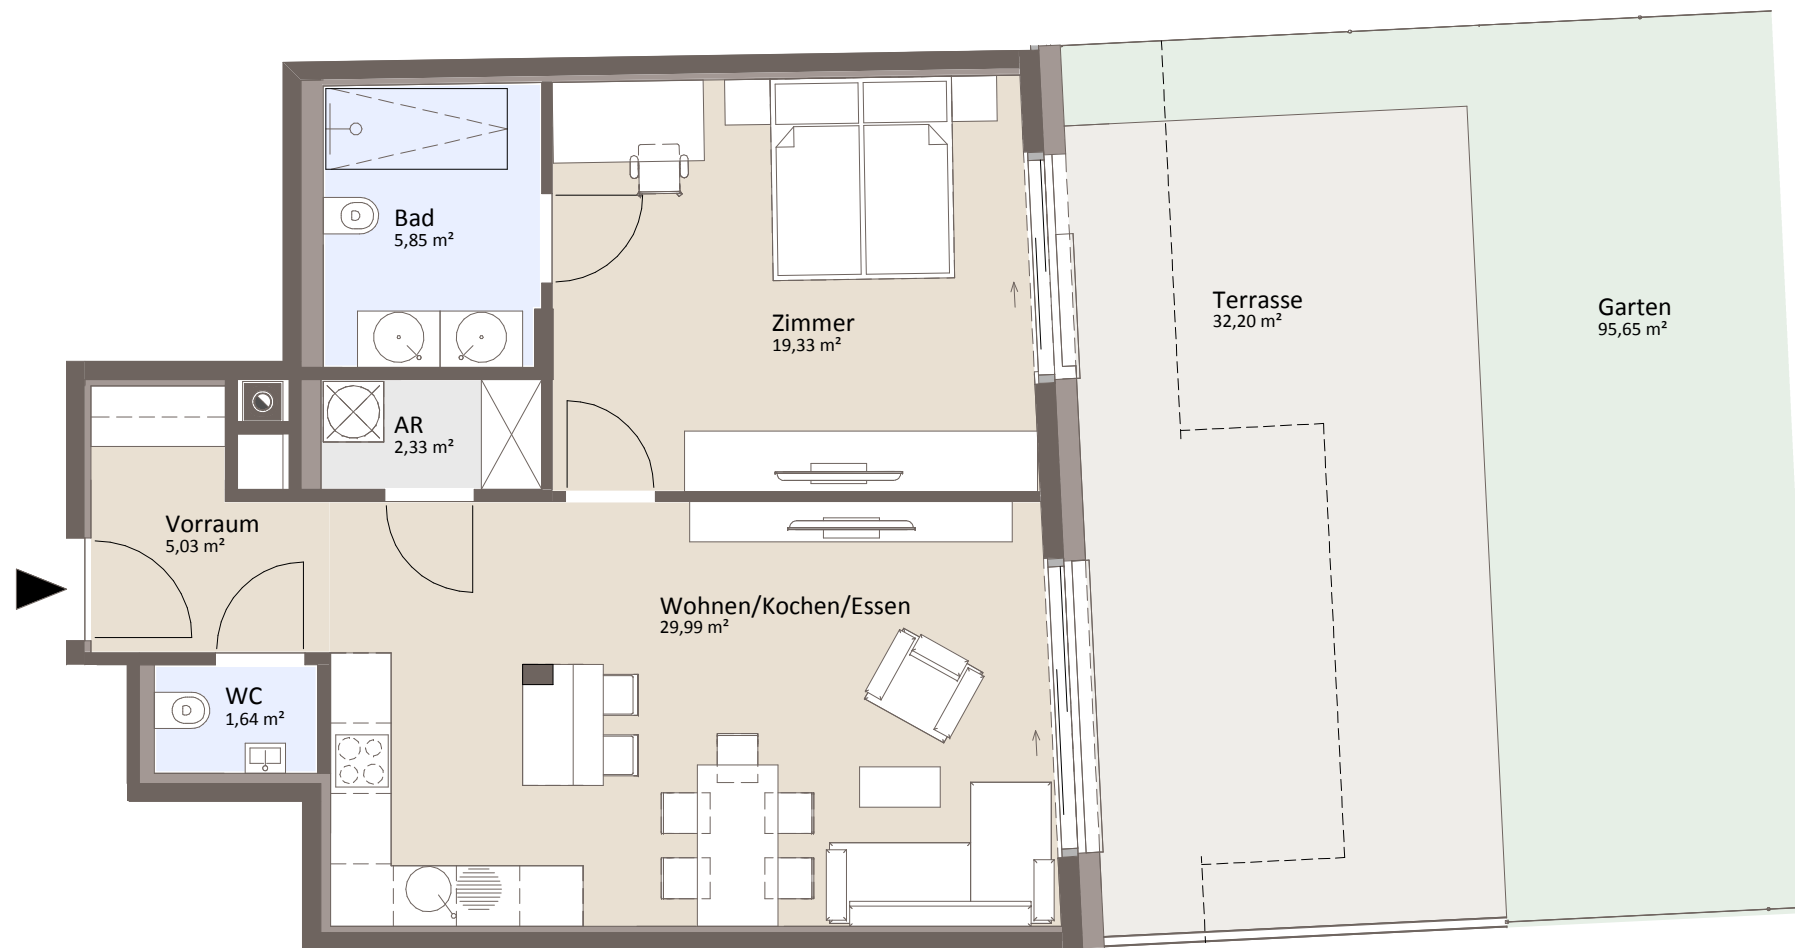 Bad
5,85 m²
Zimmer
19,33 m²
Terrasse
32,20 m²
Garten
95,65 m²
AR
2,33 m²
Vorraum
5,03 m²
Wohnen/Kochen/Essen
29,99 m²
WC
1,64 m²